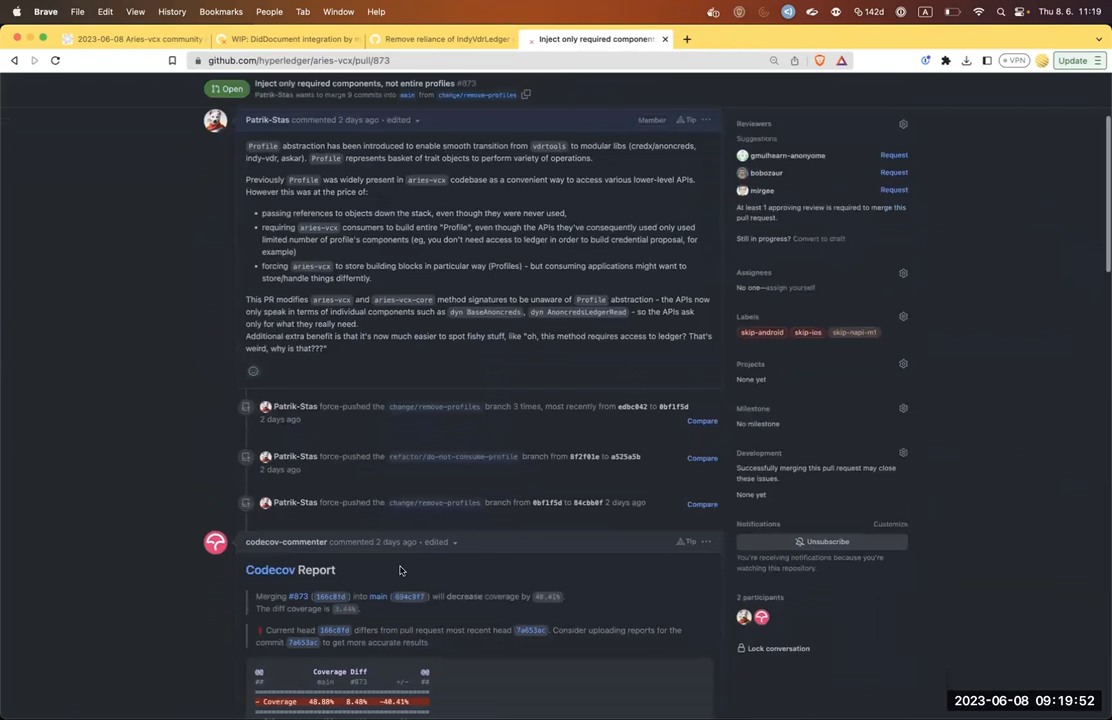 Brave File Edit View History Bookmarks People Tab Window Help 142d A Thu 8. 6. 11:19
2023-06-08 Aries-vcx community WIP: DidDocument integration by m Remove reliance of IndyVdrLedger Inject only required component
github.com/hyperledger/aries-vcx/pull/873 VPN Update
Open Inject only required components, not entire profiles #873
Patrik-Stas wants to merge 9 commits into main from change/remove-profiles
Patrik-Stas commented 2 days ago • edited Member Tip
Profile abstraction has been introduced to enable smooth transition from vdrtools to modular libs (credx/anoncreds,
indy-vdr, askar). Profile represents basket of trait objects to perform variety of operations.
Previously Profile was widely present in aries-vcx codebase as a convenient way to access various lower-level APIs.
However this was at the price of:
• passing references to objects down the stack, even though they were never used,
• requiring aries-vcx consumers to build entire "Profile", even though the APIs they've consequently used only used
limited number of profile's components (eg, you don't need access to ledger in order to build credential proposal, for
example)
• forcing aries-vcx to store building blocks in particular way (Profiles) - but consuming applications might want to
store/handle things differntly.
This PR modifies aries-vcx and aries-vcx-core method signatures to be unaware of Profile abstraction - the APIs now
only speak in terms of individual components such as dyn BaseAnoncreds, dyn AnoncredsLedgerRead - so the APIs ask
only for what they really need.
Additional extra benefit is that it's now much easier to spot fishy stuff, like "oh, this method requires access to ledger? That's
weird, why is that???"
Patrik-Stas force-pushed the change/remove-profiles branch 3 times, most recently from edbc042 to 0bf1f5d
2 days ago Compare
Patrik-Stas force-pushed the refactor/do-not-consume-profile branch from 8f2f01e to a525a5b
2 days ago Compare
Patrik-Stas force-pushed the change/remove-profiles branch from 0bf1f5d to 84cbb0f 2 days ago Compare
codecov-commenter commented 2 days ago • edited Tip
Codecov Report
Merging #873 (166c8fd) into main (694c9f7) will decrease coverage by 40.41%.
The diff coverage is 3.44%.
Current head 166c8fd differs from pull request most recent head 7a653ac. Consider uploading reports for the
commit 7a653ac to get more accurate results
@@ Coverage Diff @@
## main #873 +/- ##
===========================================
- Coverage 48.88% 8.48% -40.41%
===========================================
Reviewers
Suggestions
gmulhearn-anonyome Request
bobozaur Request
mirgee Request
At least 1 approving review is required to merge this
pull request.
Still in progress? Convert to draft
Assignees
No one—assign yourself
Labels
skip-android skip-ios skip-napi-m1
Projects
None yet
Milestone
No milestone
Development
Successfully merging this pull request may close
these issues.
None yet
Notifications Customize
Unsubscribe
You're receiving notifications because you're
watching this repository.
2 participants
Lock conversation
2023-06-08 09:19:52